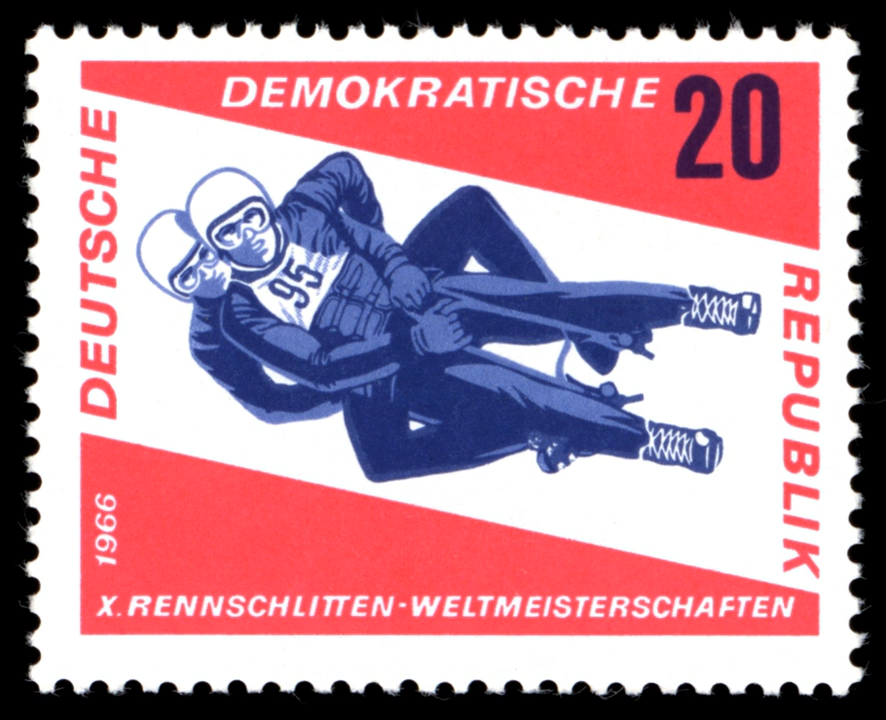 DEUTSCHE
DEMOKRATISCHE
REPUBLIK
20
95
1966
X. RENNSCHLITTEN-WELTMEISTERSCHAFTEN